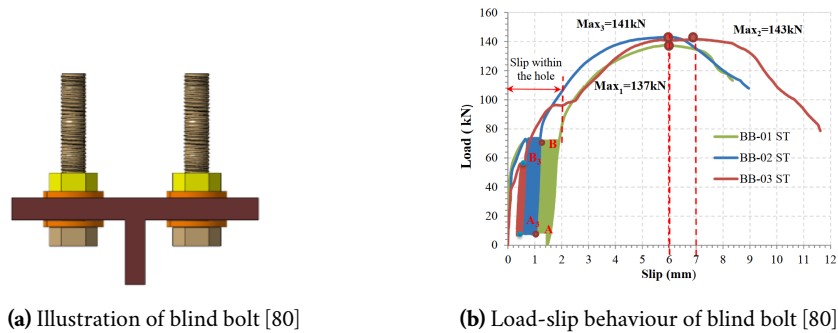 160
140
120
100
80
60
40
20
0
Load ( kN)
Max₃=141kN
Max₂=143kN
Slip within
the hole
Max₁=137kN
BB-01 ST
BB-02 ST
BB-03 ST
B
A
0 1 2 3 4 5 6 7 8 9 10 11 12
Slip (mm)
(a) Illustration of blind bolt [80]
(b) Load-slip behaviour of blind bolt [80]